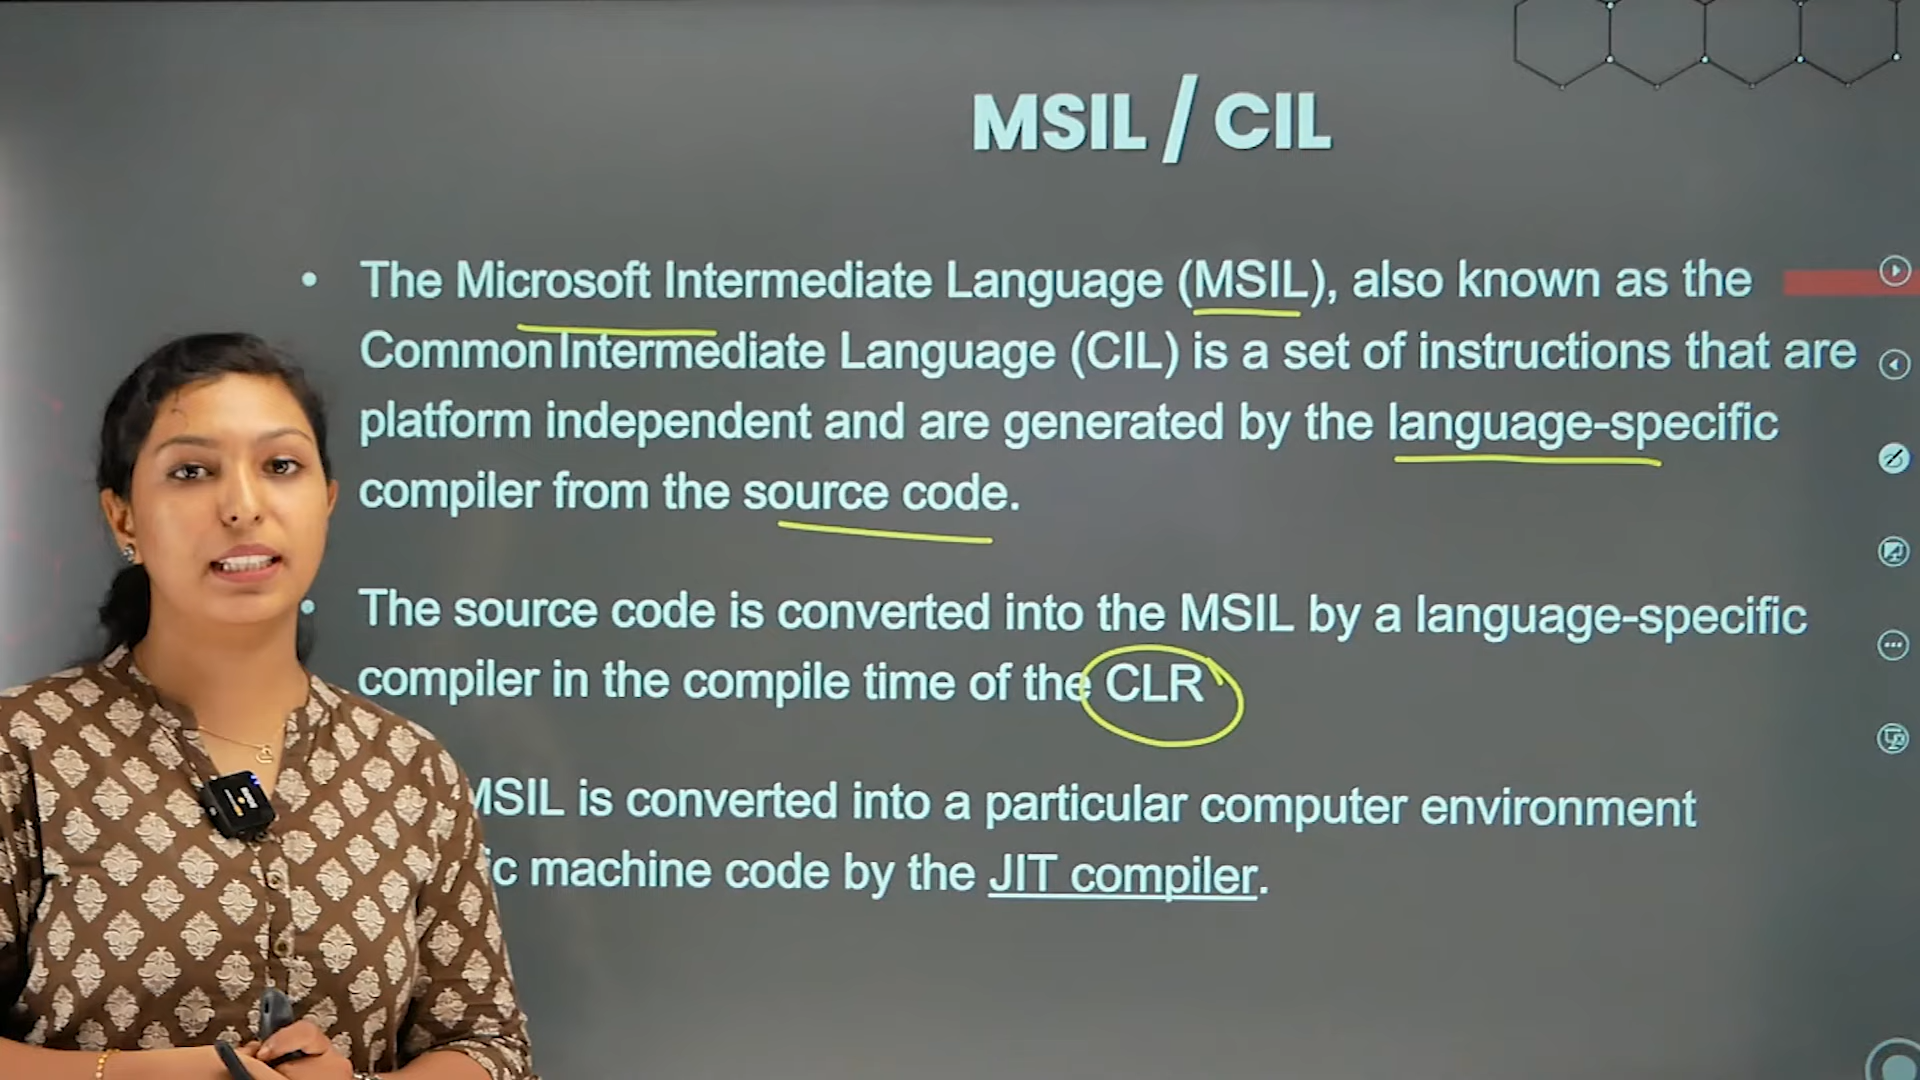 MSIL / CIL
• The Microsoft Intermediate Language (MSIL), also known as the
Common Intermediate Language (CIL) is a set of instructions that are
platform independent and are generated by the language-specific
compiler from the source code.
• The source code is converted into the MSIL by a language-specific
compiler in the compile time of the CLR
MSIL is converted into a particular computer environment
machine code by the JIT compiler.